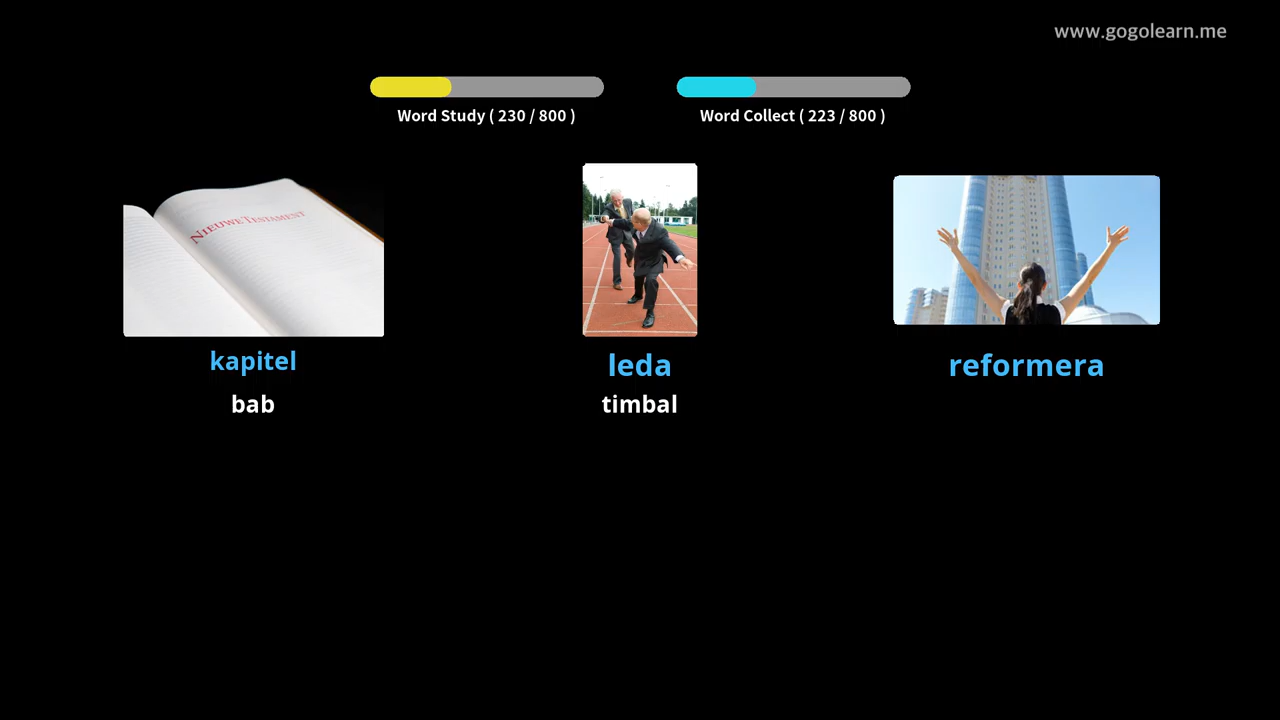 www.gogolearn.me
Word Study ( 230 / 800 )
Word Collect ( 223 / 800 )
NIEUWE TESTAMENT
kapitel
leda
reformera
bab
timbal